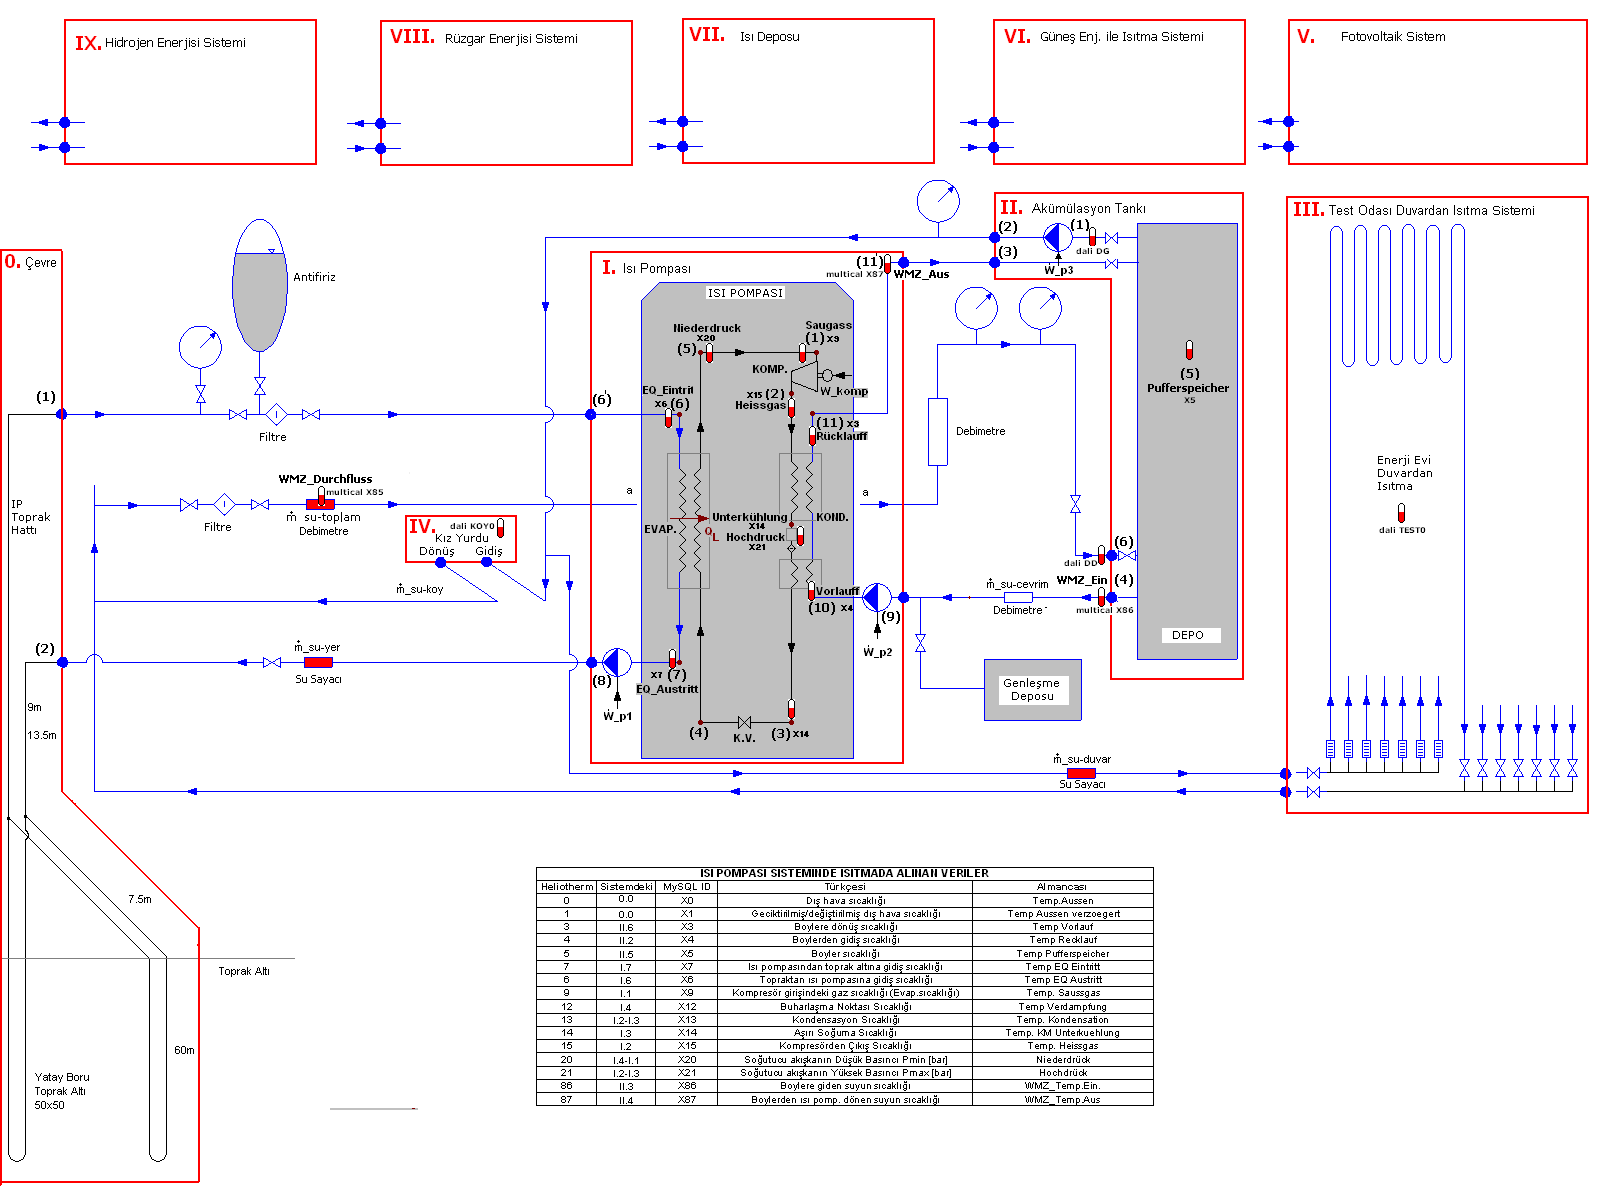 IX. Hidrojen Enerjisi Sistemi
VIII. Rüzgar Enerjisi Sistemi
VII. Isı Deposu
VI. Güneş Enj. ile Isıtma Sistemi
V. Fotovoltaik Sistem
0. Çevre
(1)
(2)
Antifiriz
Filtre
IP
Toprak
Hattı
WMZ_Durchfluss
multical X85
ṁ_su-toplam
Debimetre
Filtre
a
IV. dali KOY0
Kız Yurdu
Dönüş Gidiş
ṁ_su-koy
ṁ_su-yer
Su Sayacı
9m
13.5m
7.5m
Toprak Altı
60m
Yatay Boru
Toprak Altı
50x50
I. Isı Pompası
ISI POMPASI
(6)
(8)
Ẇ_p1
Niederdruck
X20
(5)
Saugass
(1) X9
KOMP.
W_komp
EQ_Eintrit
X6 (6)
X15 (2)
Heissgas
(11) X3
Rücklauff
Unterkühlung
X14
KOND.
EVAP.
QL
Hochdruck
X21
Vorlauff
(10) X4
X7 (7)
EQ_Austritt
(4)
K.V.
(3) X14
(9)
Ẇ_p2
(11)
multical X87
WMZ_Aus
a
II. Akümülasyon Tankı
(2)
(3)
(1)
dali DG
Ẇ_p3
(5)
Pufferspeicher
X5
Debimetre
(6)
dali DD
WMZ_Ein (4)
multical X86
ṁ_su-cevrim
Debimetre
DEPO
Genleşme
Deposu
III. Test Odası Duvardan Isıtma Sistemi
Enerji Evi
Duvardan
Isıtma
dali TEST0
ṁ_su-duvar
Su Sayacı
ISI POMPASI SISTEMINDE ISITMADA ALINAN VERILER
Heliotherm Sistemdeki MySQL ID Türkçesi Almancası
0 0.0 X0 Dış hava sıcaklığı Temp.Aussen
1 0.0 X1 Geciktirilmiş/değiştirilmiş dış hava sıcaklığı Temp Aussen verzoegert
3 II.6 X3 Boylere dönüş sıcaklığı Temp Vorlauf
4 II.2 X4 Boylerden gidiş sıcaklığı Temp Recklauf
5 II.5 X5 Boyler sıcaklığı Temp Pufferspeicher
7 I.7 X7 Isı pompasından toprak altına gidiş sıcaklığı Temp EQ Eintritt
6 I.6 X6 Topraktan ısı pompasına gidiş sıcaklığı Temp EQ Austritt
9 I.1 X9 Kompresör girişindeki gaz sıcaklığı (Evap.sıcaklığı) Temp. Saussgas
12 I.4 X12 Buharlaşma Noktası Sıcaklığı Temp Verdampfung
13 I.2-I.3 X13 Kondensasyon Sıcaklığı Temp. Kondensation
14 I.3 X14 Aşırı Soğuma Sıcaklığı Temp. KM Unterkuehlung
15 I.2 X15 Kompresörden Çıkış Sıcaklığı Temp. Heissgas
20 I.4-I.1 X20 Soğutucu akışkanın Düşük Basıncı Pmin [bar] Niederdrück
21 I.2-I.3 X21 Soğutucu akışkanın Yüksek Basıncı Pmax [bar] Hochdrück
86 II.3 X86 Boylere giden suyun sıcaklığı WMZ_Temp.Ein.
87 II.4 X87 Boylerden ısı pomp. dönen suyun sıcaklığı WMZ_Temp.Aus